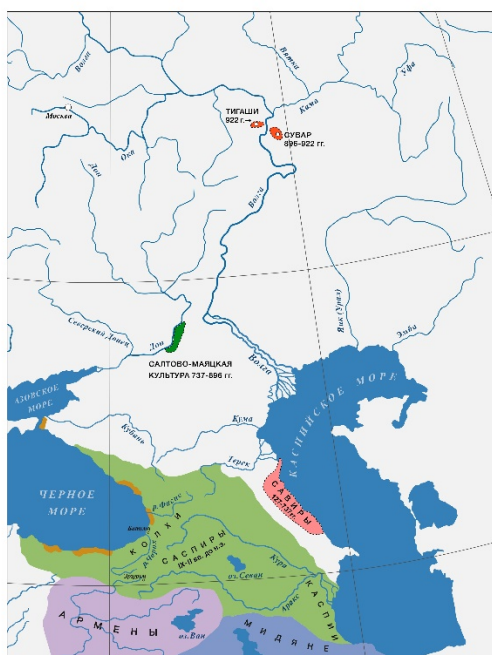 Волга
Вятка
Уфа
Кама
Москва
Ока
ТИГАШИ
922 г.→
СУВАР
896-922 гг.
Дон
Волга
Северский Донец
Дон
Яик (Урал)
Эмба
САЛТОВО-МАЯЦКАЯ
КУЛЬТУРА 737-896 гг.
Волга
АЗОВСКОЕ
МОРЕ
Кубань
Кума
Терек
КАСПИЙСКОЕ МОРЕ
САВИРЫ
ЧЕРНОЕ
МОРЕ
р. Фасис
КОЛХИ
САСПИРЫ
оз. Севан
Кура
Аракс
КАСПИИ
АРМЕНЫ
оз. Ван
МИДЯНЕ